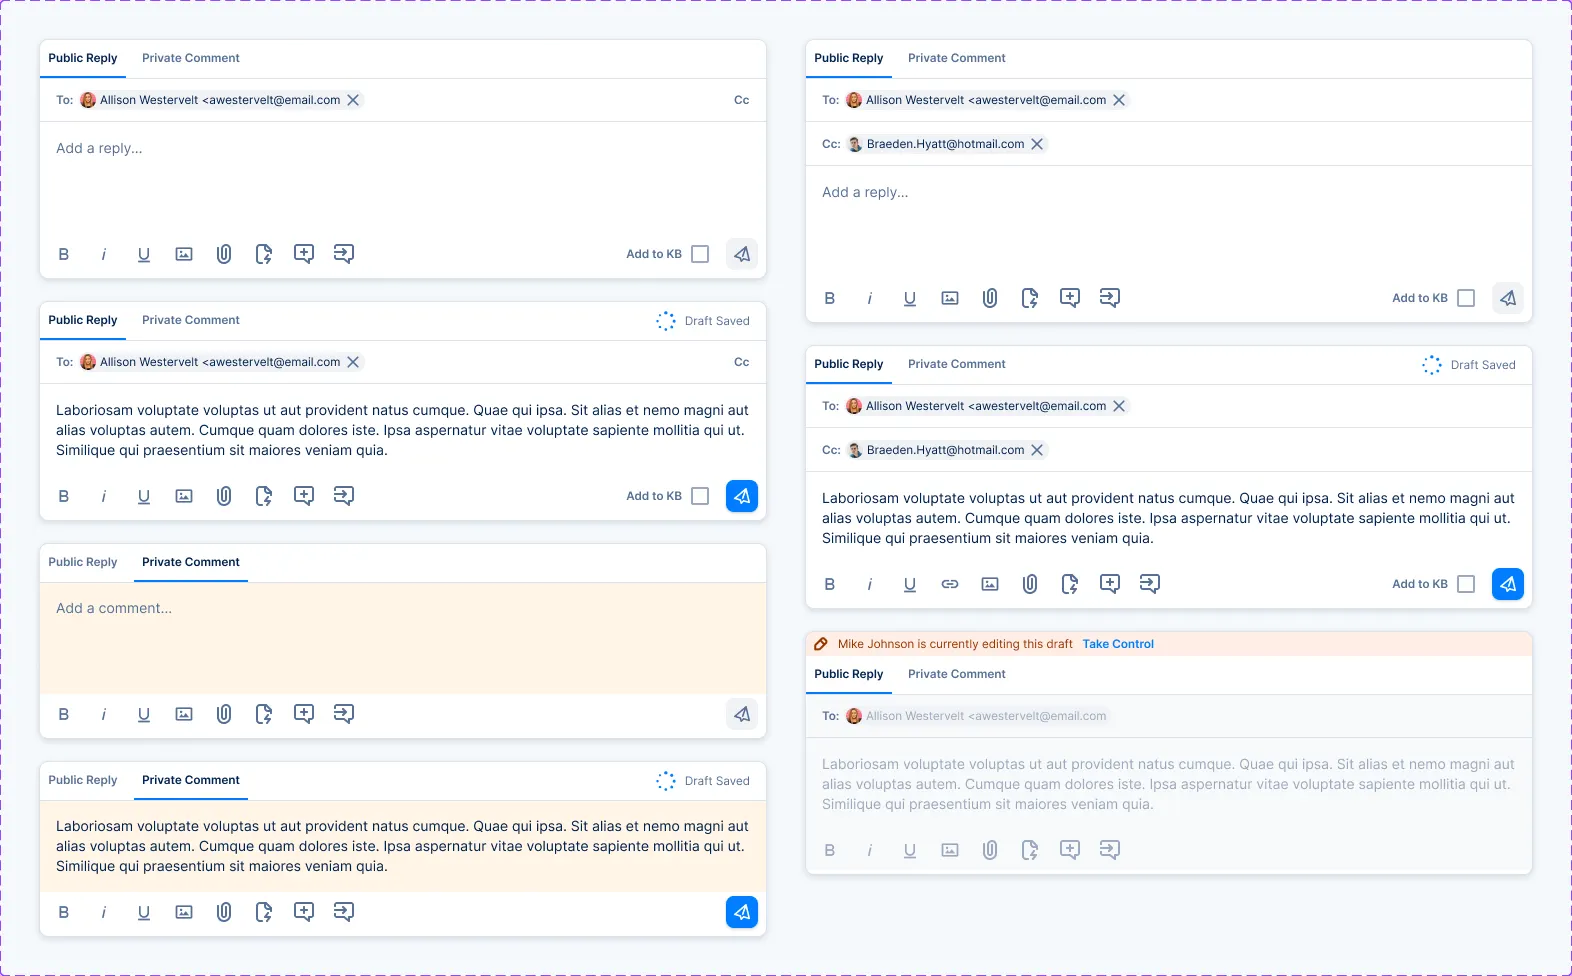 Public Reply Private Comment
To: Allison Westervelt <awestervelt@email.com Cc
Add a reply...
B i U Add to KB
Public Reply Private Comment Draft Saved
To: Allison Westervelt <awestervelt@email.com Cc
Laboriosam voluptate voluptas ut aut provident natus cumque. Quae qui ipsa. Sit alias et nemo magni aut
alias voluptas autem. Cumque quam dolores iste. Ipsa aspernatur vitae voluptate sapiente mollitia qui ut.
Similique qui praesentium sit maiores veniam quia.
B i U Add to KB
Public Reply Private Comment
Add a comment...
B i U
Public Reply Private Comment Draft Saved
Laboriosam voluptate voluptas ut aut provident natus cumque. Quae qui ipsa. Sit alias et nemo magni aut
alias voluptas autem. Cumque quam dolores iste. Ipsa aspernatur vitae voluptate sapiente mollitia qui ut.
Similique qui praesentium sit maiores veniam quia.
B i U
Public Reply Private Comment
To: Allison Westervelt <awestervelt@email.com
Cc: Braeden.Hyatt@hotmail.com
Add a reply...
B i U Add to KB
Public Reply Private Comment Draft Saved
To: Allison Westervelt <awestervelt@email.com
Cc: Braeden.Hyatt@hotmail.com
Laboriosam voluptate voluptas ut aut provident natus cumque. Quae qui ipsa. Sit alias et nemo magni aut
alias voluptas autem. Cumque quam dolores iste. Ipsa aspernatur vitae voluptate sapiente mollitia qui ut.
Similique qui praesentium sit maiores veniam quia.
B i U Add to KB
Mike Johnson is currently editing this draft Take Control
Public Reply Private Comment
To: Allison Westervelt <awestervelt@email.com
Laboriosam voluptate voluptas ut aut provident natus cumque. Quae qui ipsa. Sit alias et nemo magni aut
alias voluptas autem. Cumque quam dolores iste. Ipsa aspernatur vitae voluptate sapiente mollitia qui ut.
Similique qui praesentium sit maiores veniam quia.
B i U